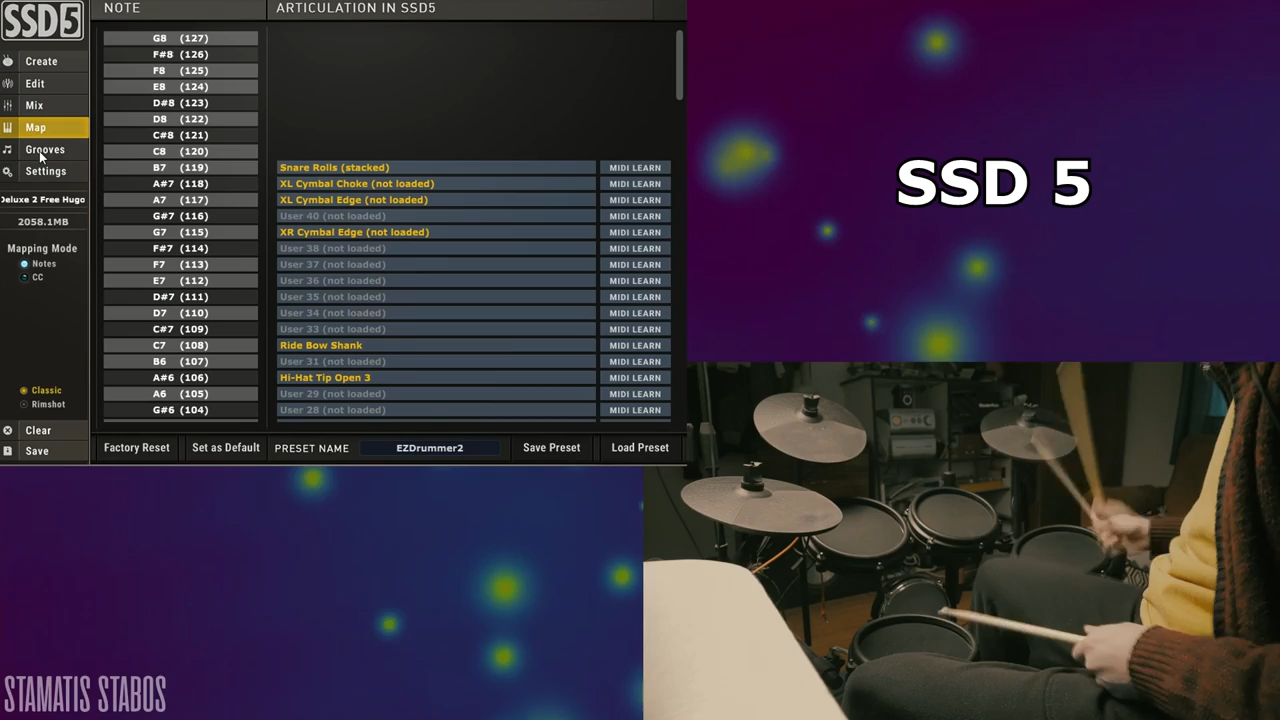 SSD5
NOTE
ARTICULATION IN SSD5
Create
Edit
Mix
Map
Grooves
Settings
Deluxe 2 Free Hugo
2058.1MB
Mapping Mode
Notes
CC
Classic
Rimshot
Clear
Save
G8 (127)
F#8 (126)
F8 (125)
E8 (124)
D#8 (123)
D8 (122)
C#8 (121)
C8 (120)
B7 (119) Snare Rolls (stacked) MIDI LEARN
A#7 (118) XL Cymbal Choke (not loaded) MIDI LEARN
A7 (117) XL Cymbal Edge (not loaded) MIDI LEARN
G#7 (116) User 40 (not loaded) MIDI LEARN
G7 (115) XR Cymbal Edge (not loaded) MIDI LEARN
F#7 (114) User 38 (not loaded) MIDI LEARN
F7 (113) User 37 (not loaded) MIDI LEARN
E7 (112) User 36 (not loaded) MIDI LEARN
D#7 (111) User 35 (not loaded) MIDI LEARN
D7 (110) User 34 (not loaded) MIDI LEARN
C#7 (109) User 33 (not loaded) MIDI LEARN
C7 (108) Ride Bow Shank MIDI LEARN
B6 (107) User 31 (not loaded) MIDI LEARN
A#6 (106) Hi-Hat Tip Open 3 MIDI LEARN
A6 (105) User 29 (not loaded) MIDI LEARN
G#6 (104) User 28 (not loaded) MIDI LEARN
Factory Reset Set as Default PRESET NAME EZDrummer2 Save Preset Load Preset
SSD 5
STAMATIS STABOS